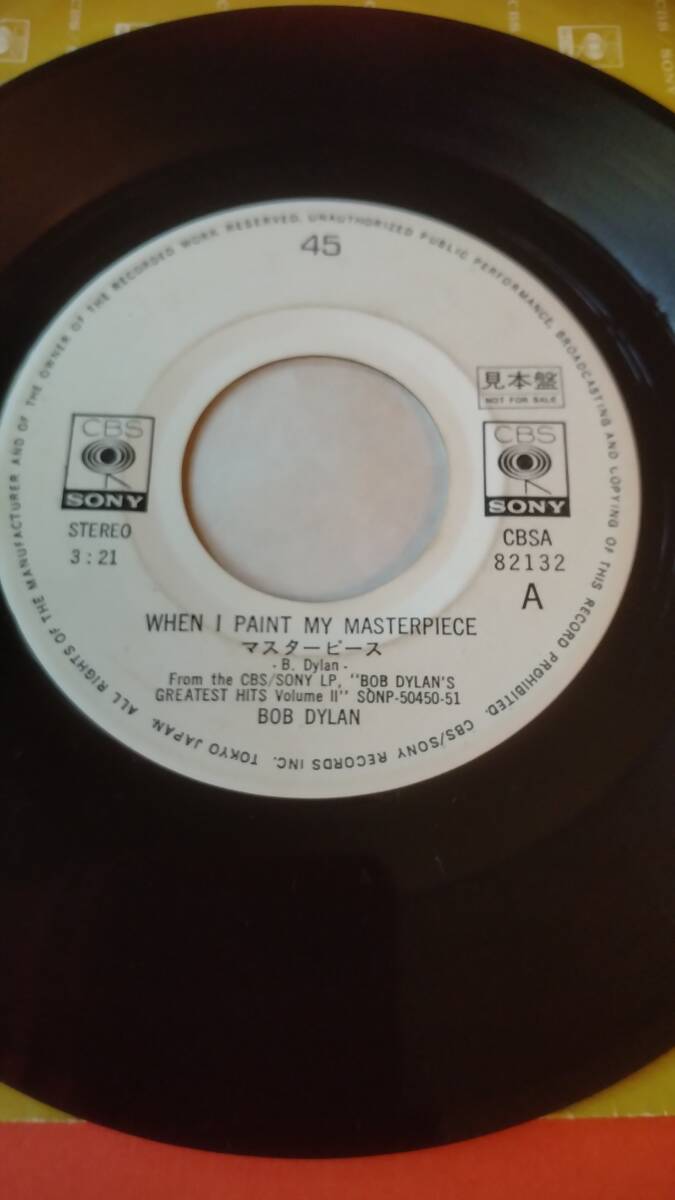 45
見本盤
NOT FOR SALE
CBS
SONY
CBS
SONY
STEREO
3:21
CBSA
82132
A
WHEN I PAINT MY MASTERPIECE
マスターピース
- B. Dylan -
From the CBS/SONY LP, "BOB DYLAN'S
GREATEST HITS Volume II" SONP-50450-51
BOB DYLAN
ALL RIGHTS OF THE MANUFACTURER AND OF THE OWNER OF THE RECORDED WORK RESERVED. UNAUTHORIZED PUBLIC PERFORMANCE, BROADCASTING AND COPYING OF THIS RECORD PROHIBITED. CBS/SONY RECORDS INC. TOKYO JAPAN.
CBS / SONY